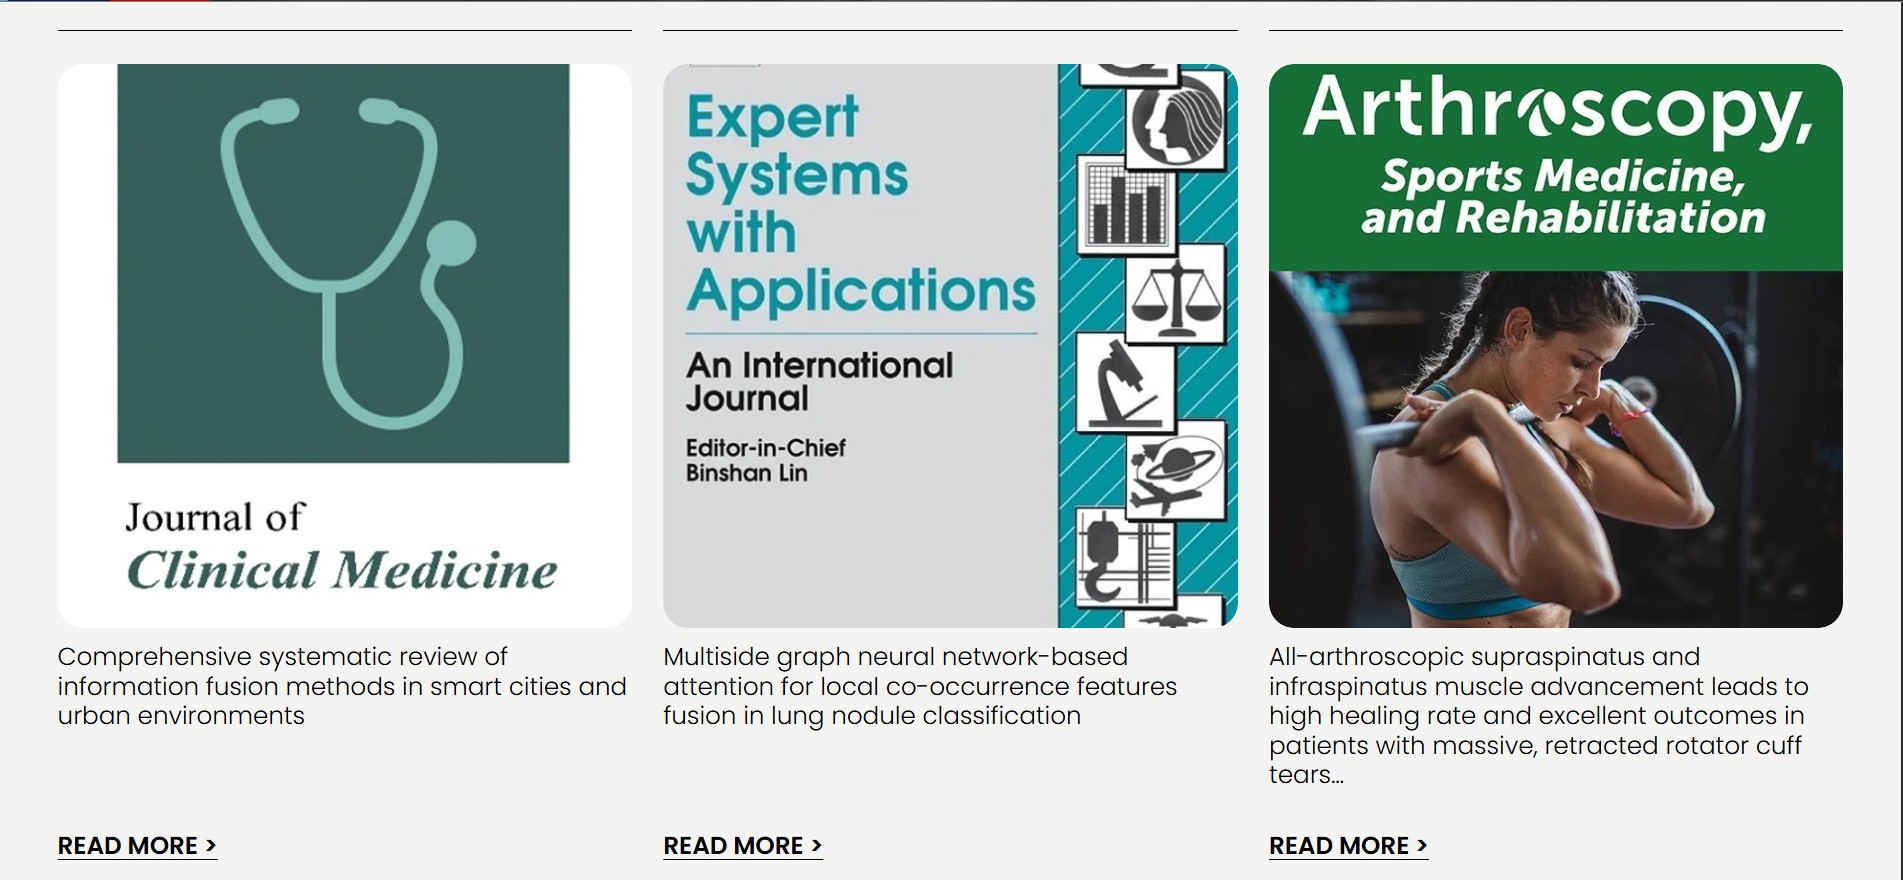 Journal of
Clinical Medicine
Comprehensive systematic review of
information fusion methods in smart cities and
urban environments
READ MORE >
Expert
Systems
with
Applications
An International
Journal
Editor-in-Chief
Binshan Lin
Multiside graph neural network-based
attention for local co-occurrence features
fusion in lung nodule classification
READ MORE >
Arthroscopy,
Sports Medicine,
and Rehabilitation
All-arthroscopic supraspinatus and
infraspinatus muscle advancement leads to
high healing rate and excellent outcomes in
patients with massive, retracted rotator cuff
tears...
READ MORE >